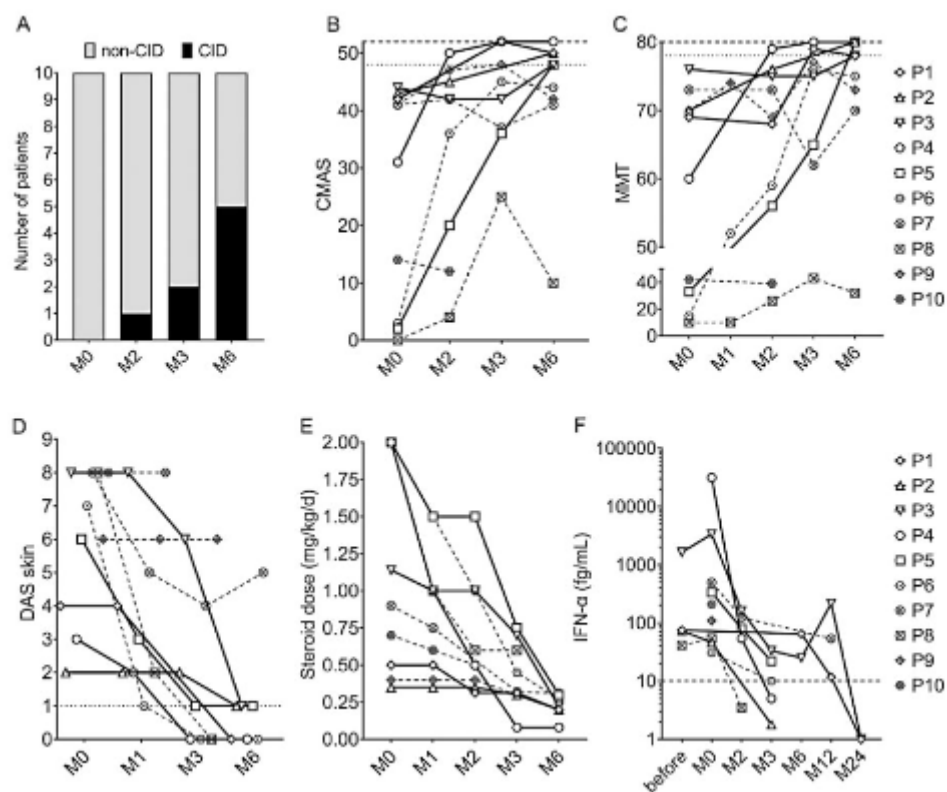 A
non-CID CID
Number of patients
10
9
8
7
6
5
4
3
2
1
0
M0 M2 M3 M6
B
CMAS
50
40
30
20
10
0
M0 M2 M3 M6
C
MMT
80
70
60
50
40
20
0
M0 M1 M2 M3 M6
P1
P2
P3
P4
P5
P6
P7
P8
P9
P10
D
DAS skin
9
8
7
6
5
4
3
2
1
0
M0 M1 M3 M6
E
Steroid dose (mg/kg/d)
2.00
1.75
1.50
1.25
1.00
0.75
0.50
0.25
0.00
M0 M1 M2 M3 M6
F
IFN-α (fg/mL)
100000
10000
1000
100
10
1
before M0 M2 M3 M6 M12 M24
P1
P2
P3
P4
P5
P6
P7
P8
P9
P10